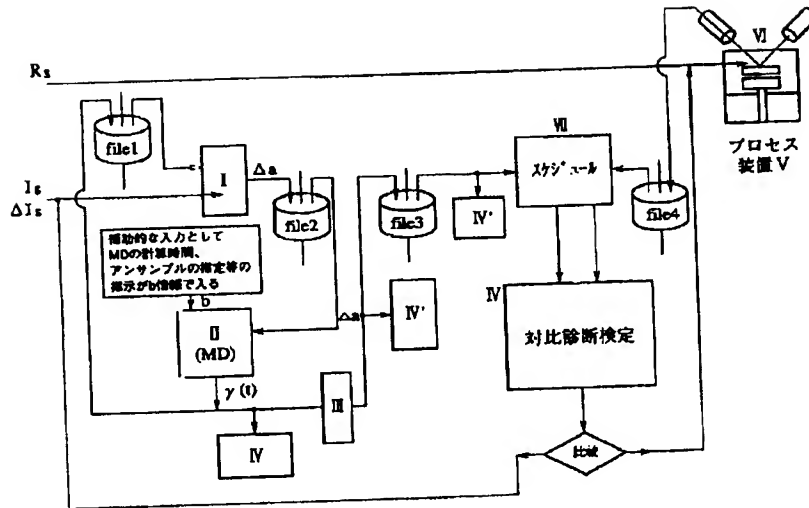 Rs
VI
プロセス
装置V
file1
I
Δa
VII
スケジュール
Is
ΔIs
file2
file3
IV'
file4
補助的な入力として
MDの計算時間、
アンサンブルの指定等の
指示がb情報で入る
b
Δa
IV'
II
(MD)
IV
対比診断検定
γ(t)
III
IV
比較